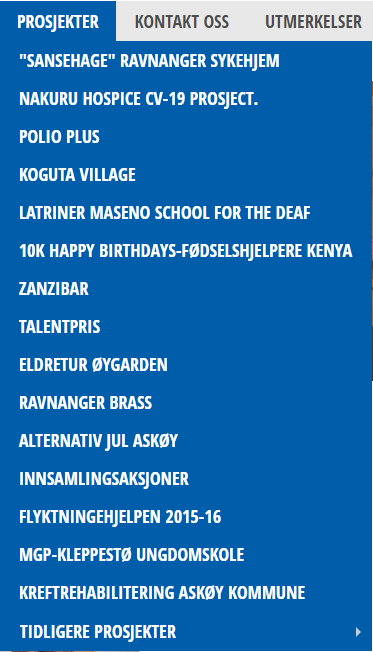 PROSJEKTER KONTAKT OSS UTMERKELSER
"SANSEHAGE" RAVNANGER SYKEHJEM
NAKURU HOSPICE CV-19 PROSJECT.
POLIO PLUS
KOGUTA VILLAGE
LATRINER MASENO SCHOOL FOR THE DEAF
10K HAPPY BIRTHDAYS-FØDSELSHJELPERE KENYA
ZANZIBAR
TALENTPRIS
ELDRETUR ØYGARDEN
RAVNANGER BRASS
ALTERNATIV JUL ASKØY
INNSAMLINGSAKSJONER
FLYKTNINGEHJELPEN 2015-16
MGP-KLEPPESTØ UNGDOMSKOLE
KREFTREHABILITERING ASKØY KOMMUNE
TIDLIGERE PROSJEKTER